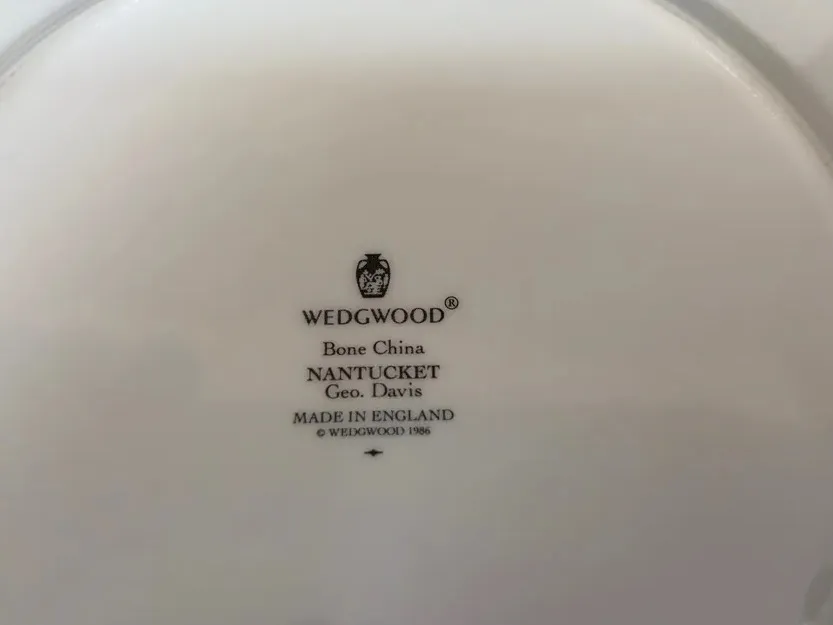 WEDGWOOD®
Bone China
NANTUCKET
Geo. Davis
MADE IN ENGLAND
© WEDGWOOD 1986